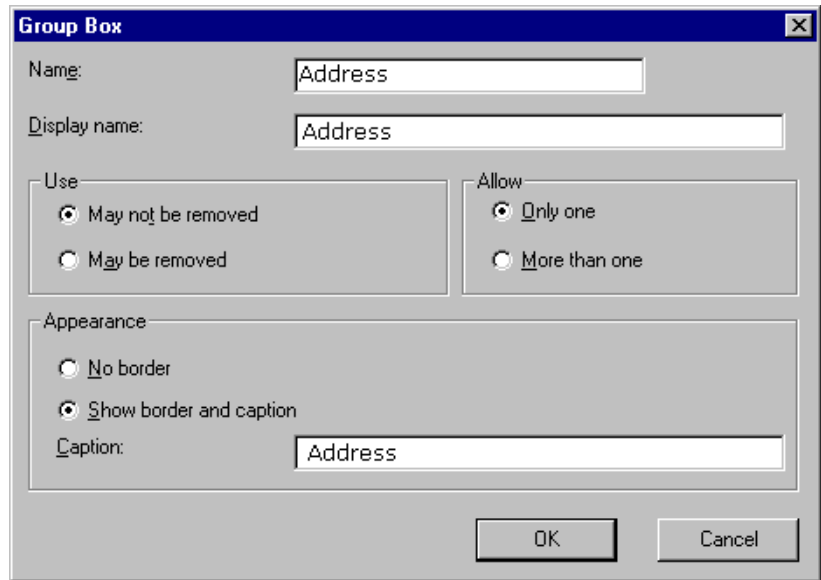 Group Box
Name: Address
Display name: Address
Use
May not be removed
May be removed
Allow
Only one
More than one
Appearance
No border
Show border and caption
Caption: Address
OK Cancel